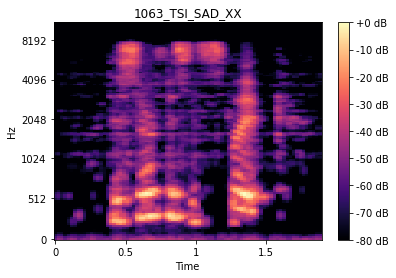 1063_TSI_SAD_XX
+0 dB
8192
-10 dB
4096
-20 dB
-30 dB
2048
Hz
-40 dB
1024
-50 dB
512
-60 dB
-70 dB
0
-80 dB
0
0.5
1
1.5
Time